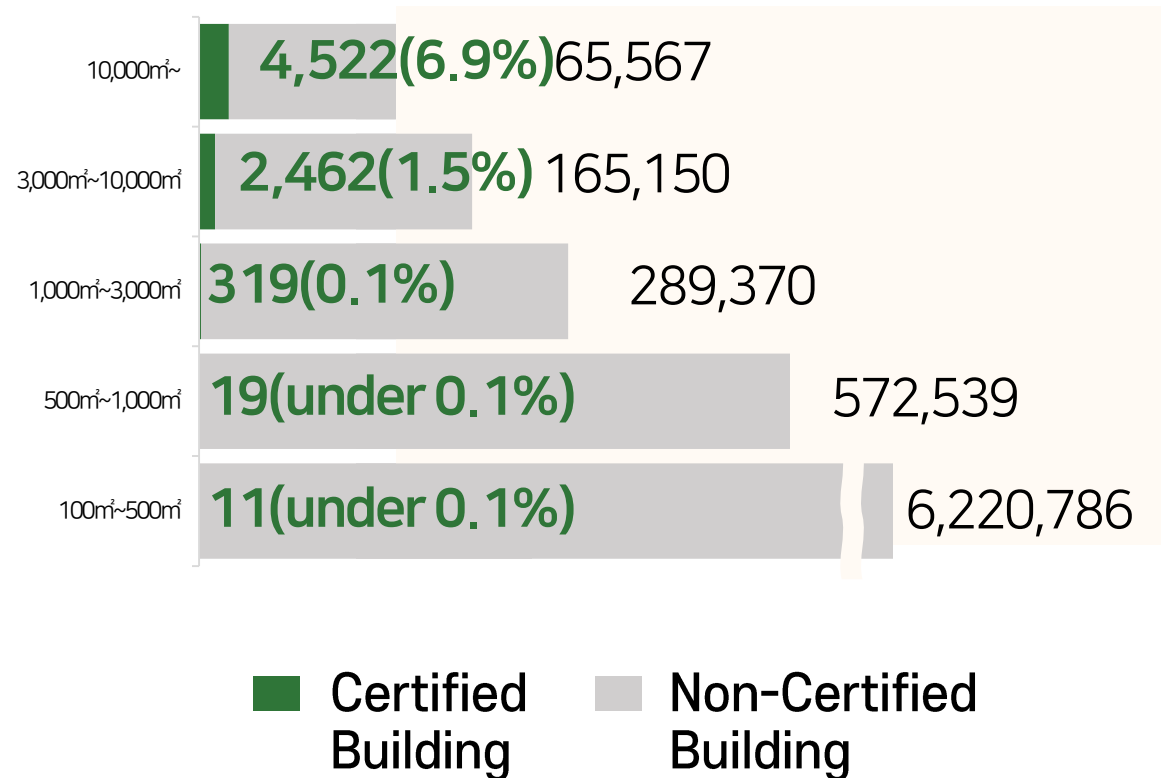 10,000㎡~ 4,522(6.9%) 65,567
3,000㎡~10,000㎡ 2,462(1.5%) 165,150
1,000㎡~3,000㎡ 319(0.1%) 289,370
500㎡~1,000㎡ 19(under 0.1%) 572,539
100㎡~500㎡ 11(under 0.1%) 6,220,786
Certified
Building
Non-Certified
Building